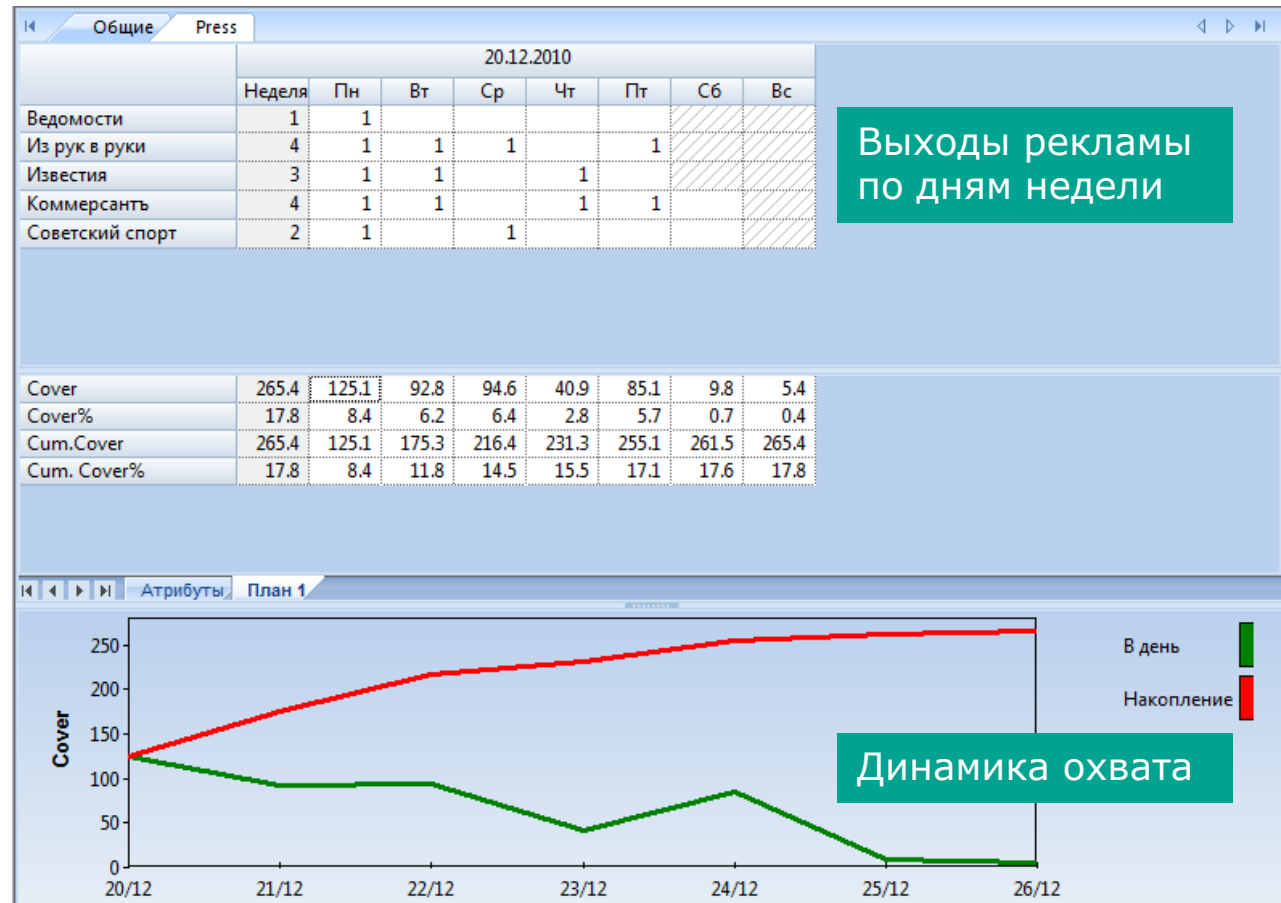 Общие Press
20.12.2010
Неделя Пн Вт Ср Чт Пт Сб Вс
Ведомости 1 1
Из рук в руки 4 1 1 1 1
Известия 3 1 1 1
Коммерсантъ 4 1 1 1 1
Советский спорт 2 1 1
Выходы рекламы
по дням недели
Cover 265.4 125.1 92.8 94.6 40.9 85.1 9.8 5.4
Cover% 17.8 8.4 6.2 6.4 2.8 5.7 0.7 0.4
Cum.Cover 265.4 125.1 175.3 216.4 231.3 255.1 261.5 265.4
Cum. Cover% 17.8 8.4 11.8 14.5 15.5 17.1 17.6 17.8
Атрибуты План 1
Cover
250
200
150
100
50
0
20/12 21/12 22/12 23/12 24/12 25/12 26/12
В день
Накопление
Динамика охвата